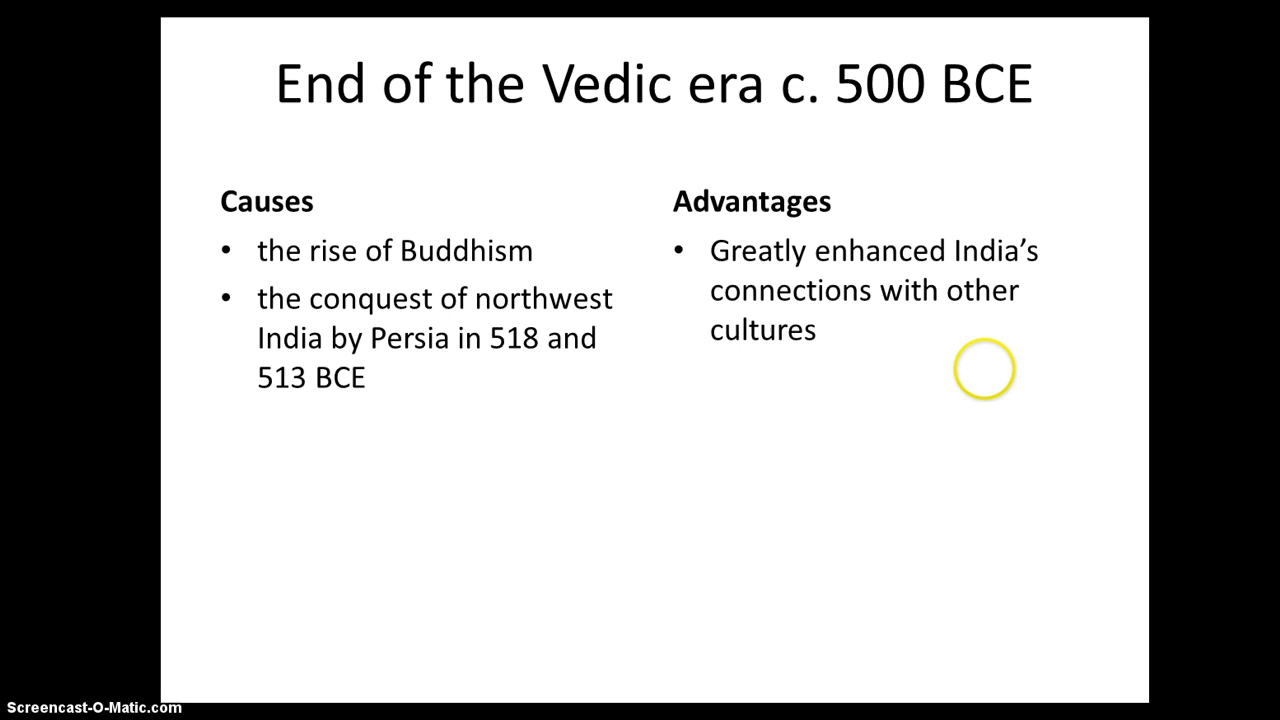 End of the Vedic era c. 500 BCE
Causes
• the rise of Buddhism
• the conquest of northwest
India by Persia in 518 and
513 BCE
Advantages
• Greatly enhanced India’s
connections with other
cultures
Screencast-O-Matic.com